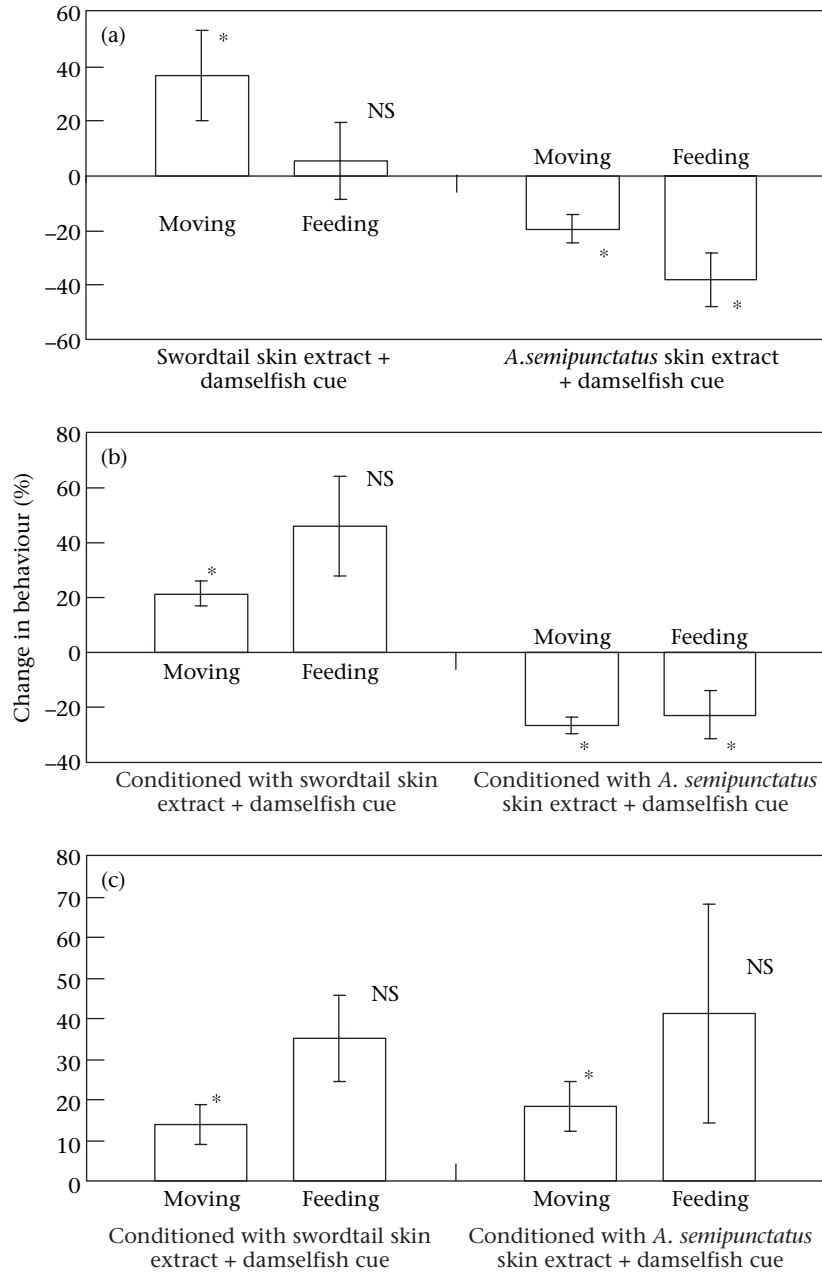 Change in behaviour (%)
(a)
60
40
20
0
–20
–40
–60
*
NS
Moving
Feeding
Moving
Feeding
*
*
Swordtail skin extract +
damselfish cue
A.semipunctatus skin extract
+ damselfish cue
(b)
80
60
40
20
0
–20
–40
*
NS
Moving
Feeding
Moving
Feeding
*
*
Conditioned with swordtail skin
extract + damselfish cue
Conditioned with A. semipunctatus
skin extract + damselfish cue
(c)
80
70
60
50
40
30
20
10
0
*
NS
*
NS
Moving
Feeding
Moving
Feeding
Conditioned with swordtail skin
extract + damselfish cue
Conditioned with A. semipunctatus
skin extract + damselfish cue